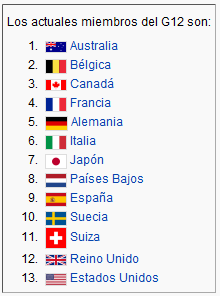 Los actuales miembros del G12 son:
1. Australia
2. Bélgica
3. Canadá
4. Francia
5. Alemania
6. Italia
7. Japón
8. Países Bajos
9. España
10. Suecia
11. Suiza
12. Reino Unido
13. Estados Unidos